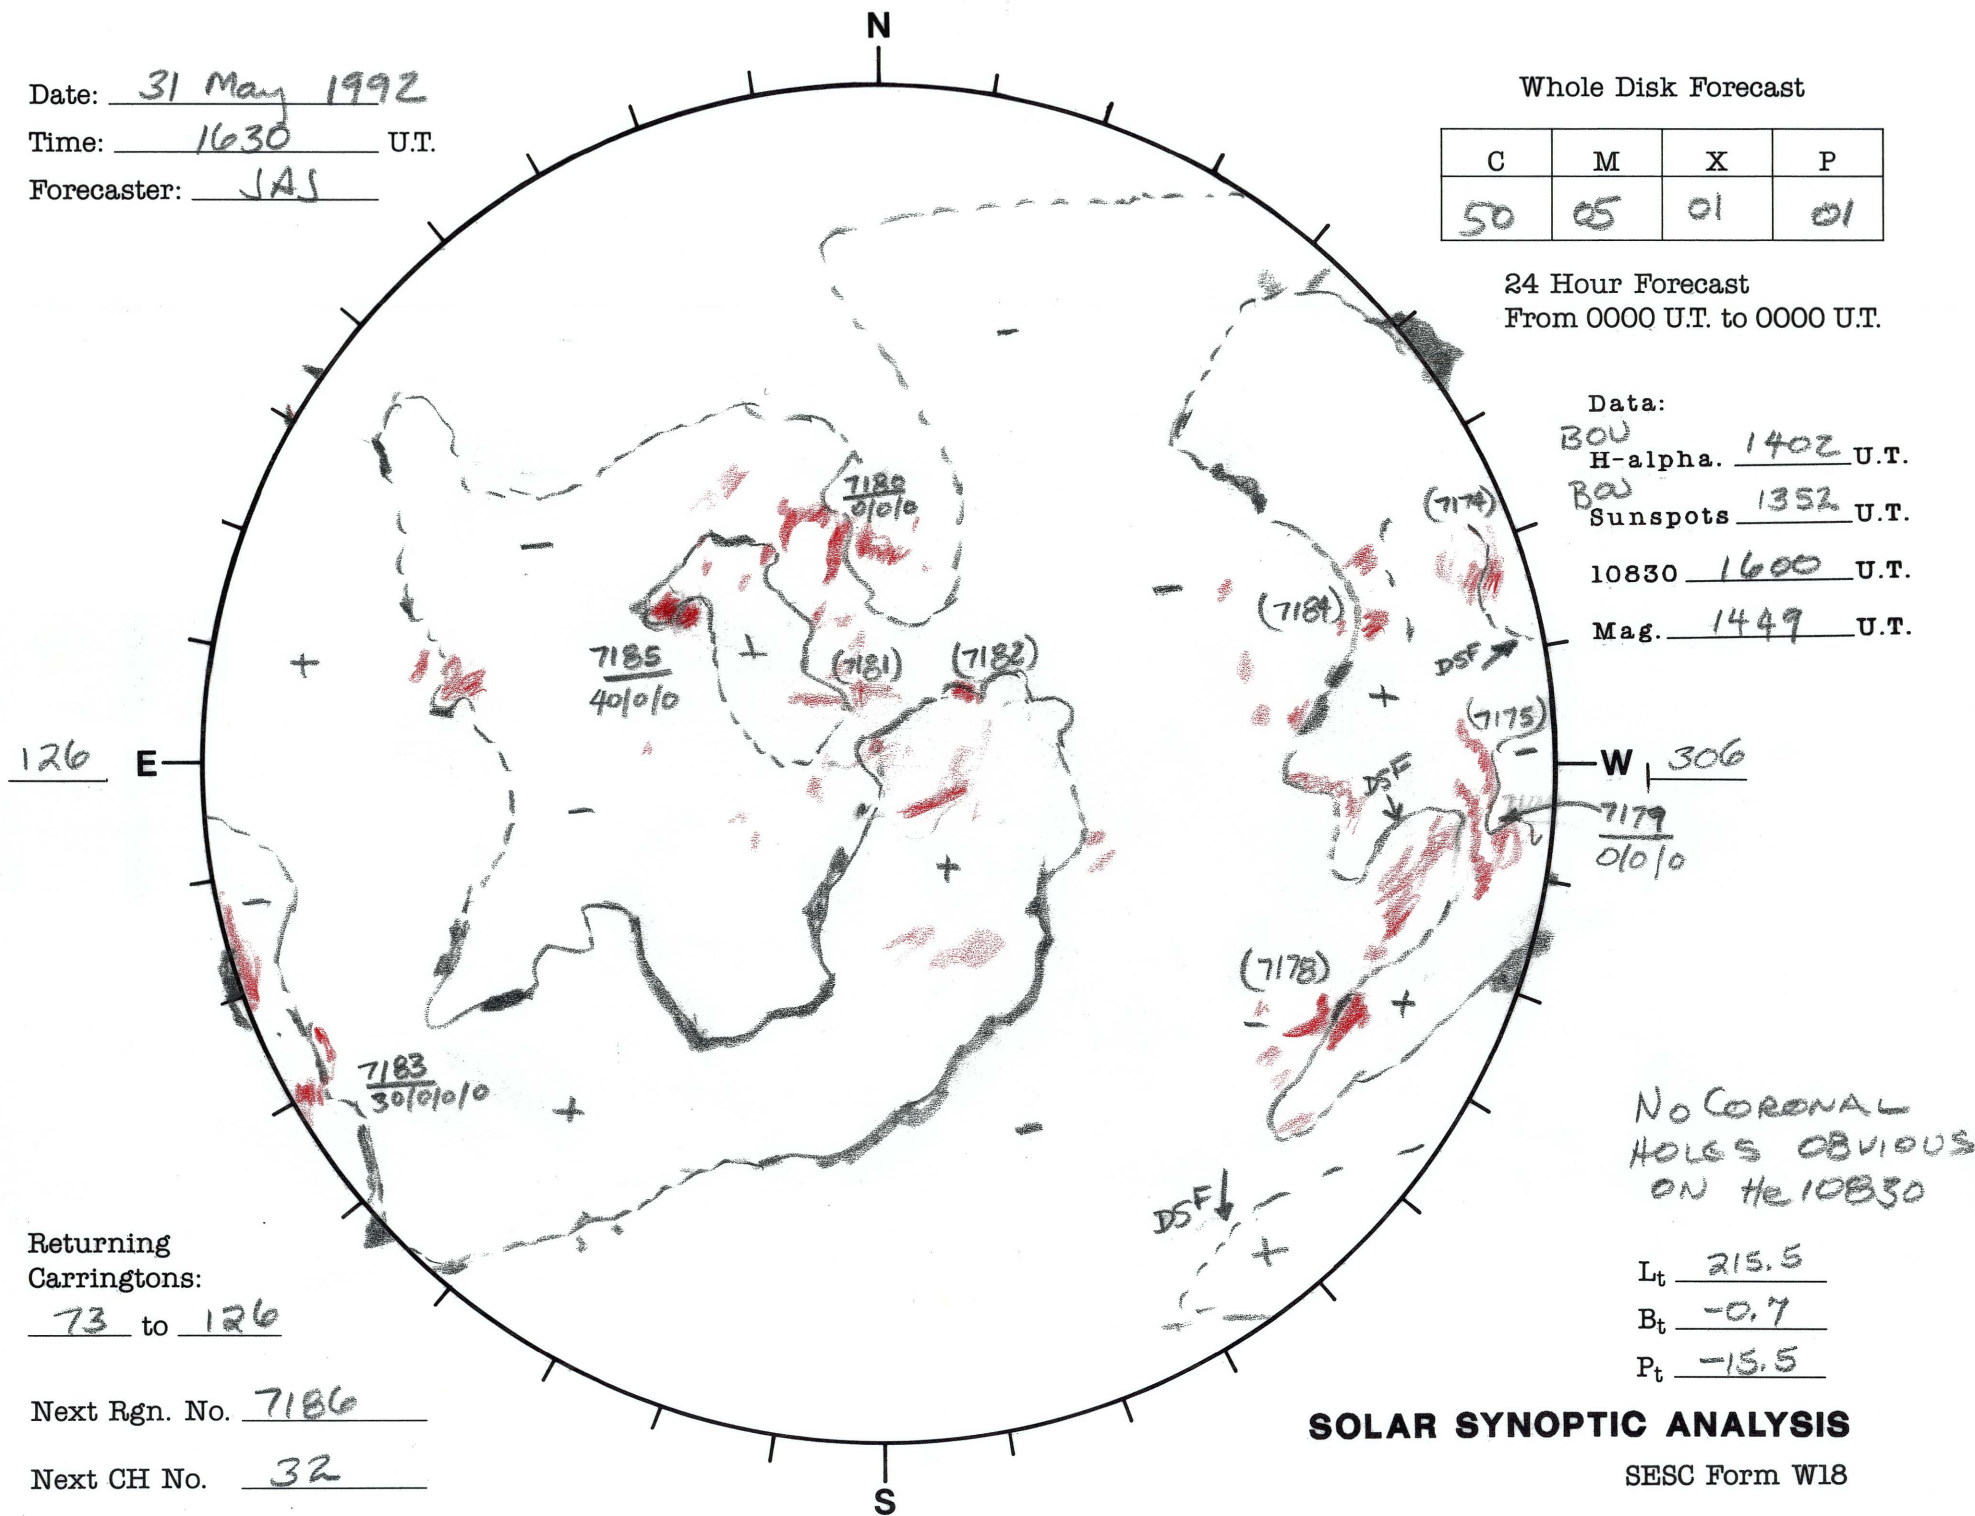 N
Date: 31 May 1992
Time: 1630 U.T.
Forecaster: JAS
Whole Disk Forecast
C M X P
50 05 01 01
24 Hour Forecast
From 0000 U.T. to 0000 U.T.
Data:
BOU
H-alpha. 1402 U.T.
BOU
Sunspots 1352 U.T.
10830 1600 U.T.
Mag. 1449 U.T.
7180
0/0/0
(7174)
(7184)
7185
40/0/0
(7181)
(7182)
DSF
(7175)
126 E
W 306
DSF
7179
0/0/0
(7178)
7183
30/0/0/0
DSF
No CORONAL
HOLES OBVIOUS
ON He 10830
Returning
Carringtons:
73 to 126
Next Rgn. No. 7186
Next CH No. 32
Lt 215.5
Bt -0.7
Pt -15.5
SOLAR SYNOPTIC ANALYSIS
SESC Form W18
S